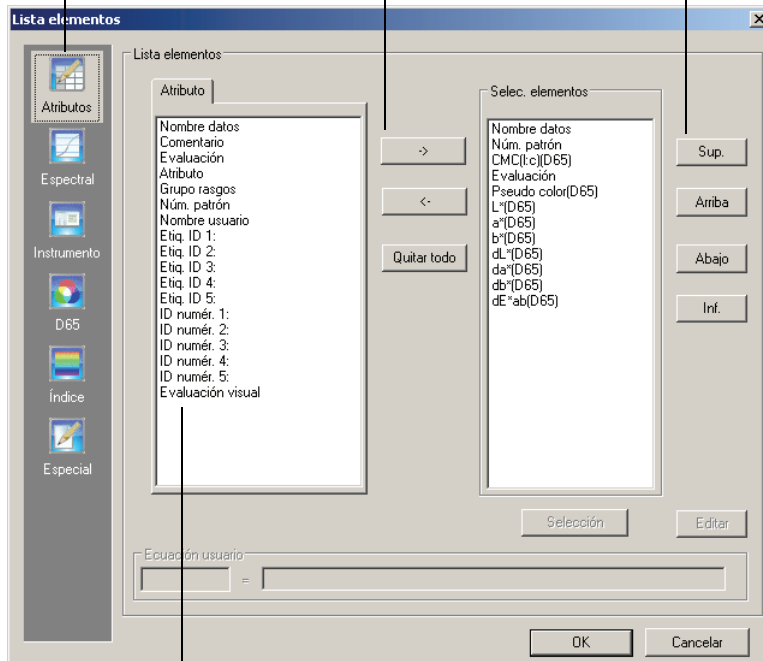 Lista elementos
Atributos
Espectral
Instrumento
D65
Índice
Especial
Lista elementos
Atributo
Nombre datos
Comentario
Evaluación
Atributo
Grupo rasgos
Núm. patrón
Nombre usuario
Etiq. ID 1:
Etiq. ID 2:
Etiq. ID 3:
Etiq. ID 4:
Etiq. ID 5:
ID numér. 1:
ID numér. 2:
ID numér. 3:
ID numér. 4:
ID numér. 5:
Evaluación visual
->
<-
Quitar todo
Selec. elementos
Nombre datos
Núm. patrón
CMC(l:c)(D65)
Evaluación
Pseudo color(D65)
L*(D65)
a*(D65)
b*(D65)
dL*(D65)
da*(D65)
db*(D65)
dE*ab(D65)
Sup.
Arriba
Abajo
Inf.
Selección
Editar
Ecuación usuario
=
OK
Cancelar